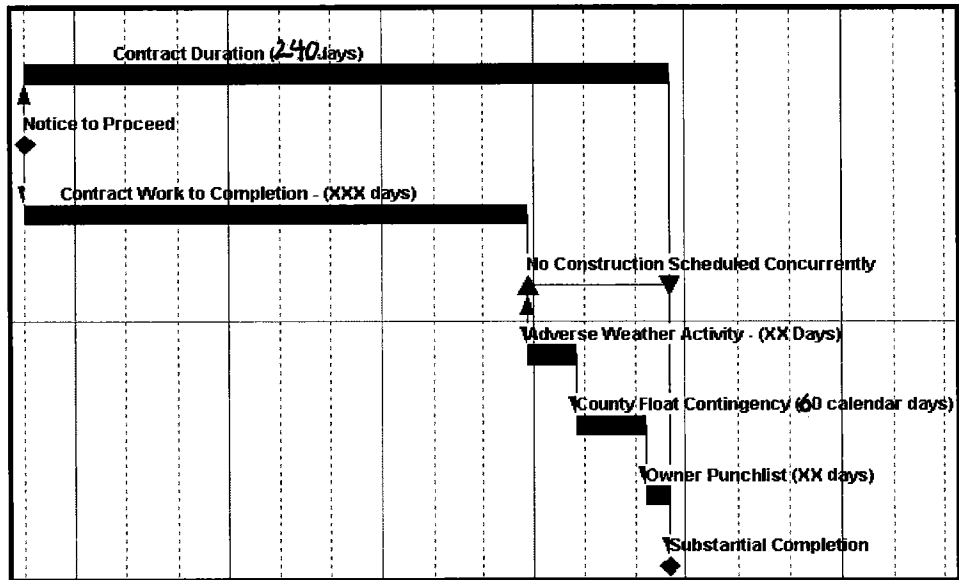 Contract Duration (240 days)
Notice to Proceed
Contract Work to Completion - (XXX days)
No Construction Scheduled Concurrently
Adverse Weather Activity - (XX Days)
County Float Contingency (60 calendar days)
Owner Punchlist (XX days)
Substantial Completion